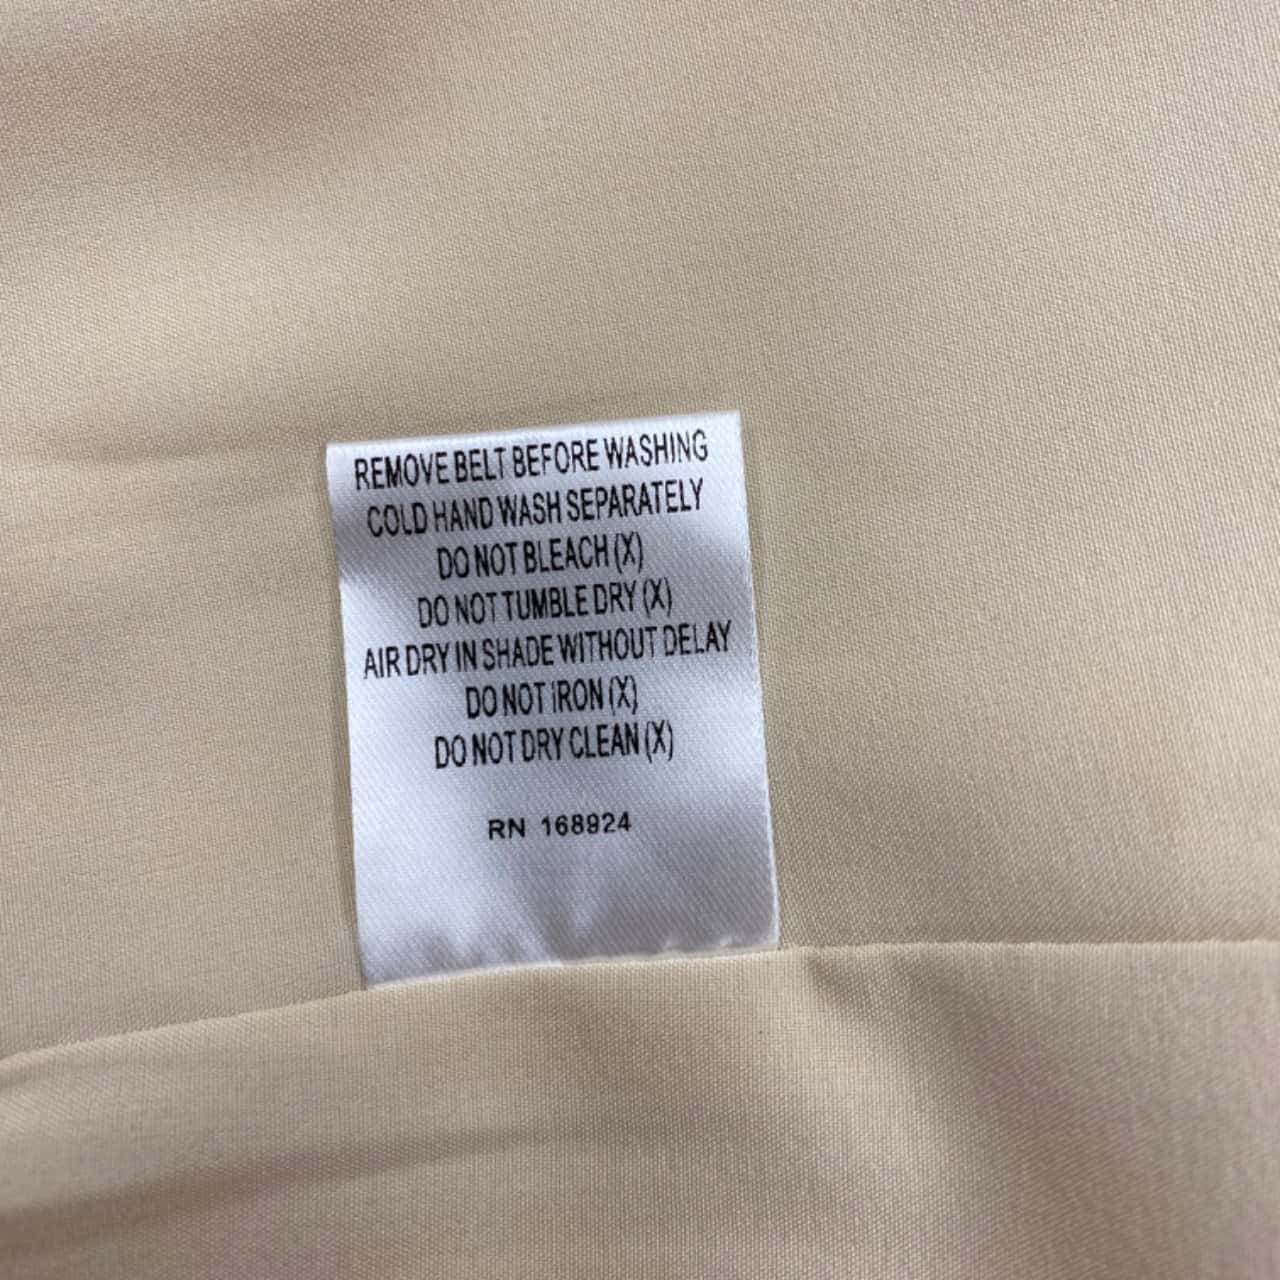 REMOVE BELT BEFORE WASHING
COLD HAND WASH SEPARATELY
DO NOT BLEACH (X)
DO NOT TUMBLE DRY (X)
AIR DRY IN SHADE WITHOUT DELAY
DO NOT IRON (X)
DO NOT DRY CLEAN (X)
RN 168924